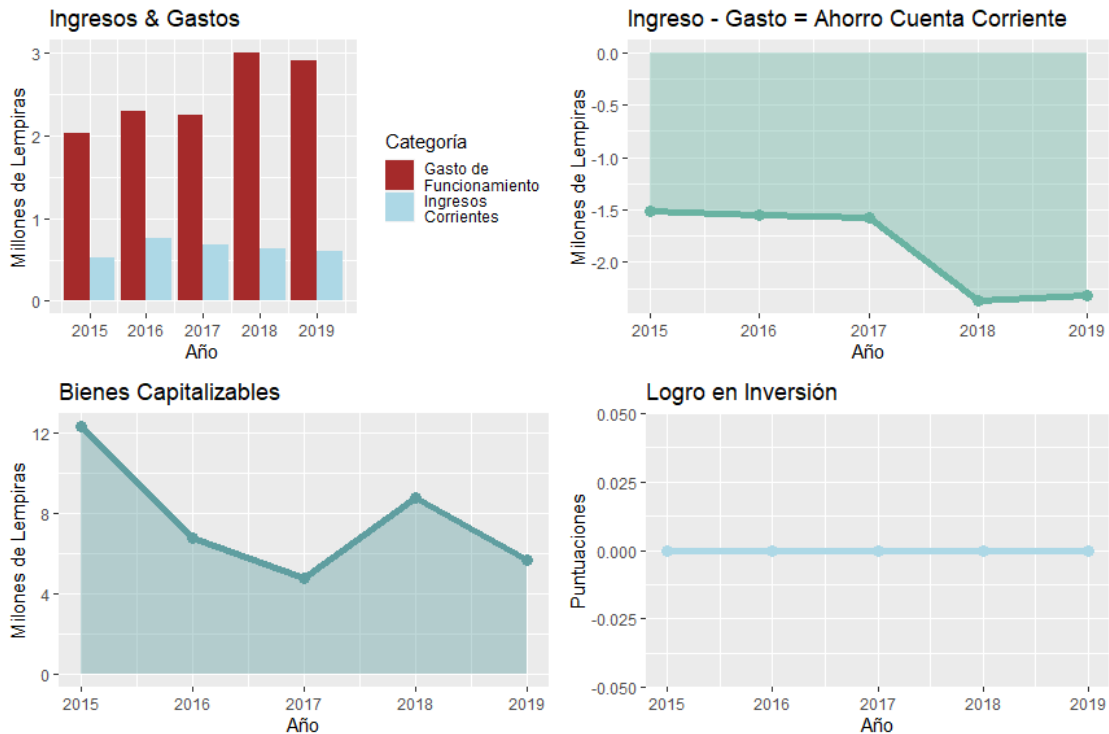 Ingresos & Gastos
Millones de Lempiras
3
2
1
0
2015 2016 2017 2018 2019
Año
Categoría
Gasto de
Funcionamiento
Ingresos
Corrientes
Ingreso - Gasto = Ahorro Cuenta Corriente
Milones de Lempiras
0.0
-0.5
-1.0
-1.5
-2.0
2015 2016 2017 2018 2019
Año
Bienes Capitalizables
Milones de Lempiras
12
8
4
0
2015 2016 2017 2018 2019
Año
Logro en Inversión
Puntuaciones
0.050
0.025
0.000
-0.025
-0.050
2015 2016 2017 2018 2019
Año